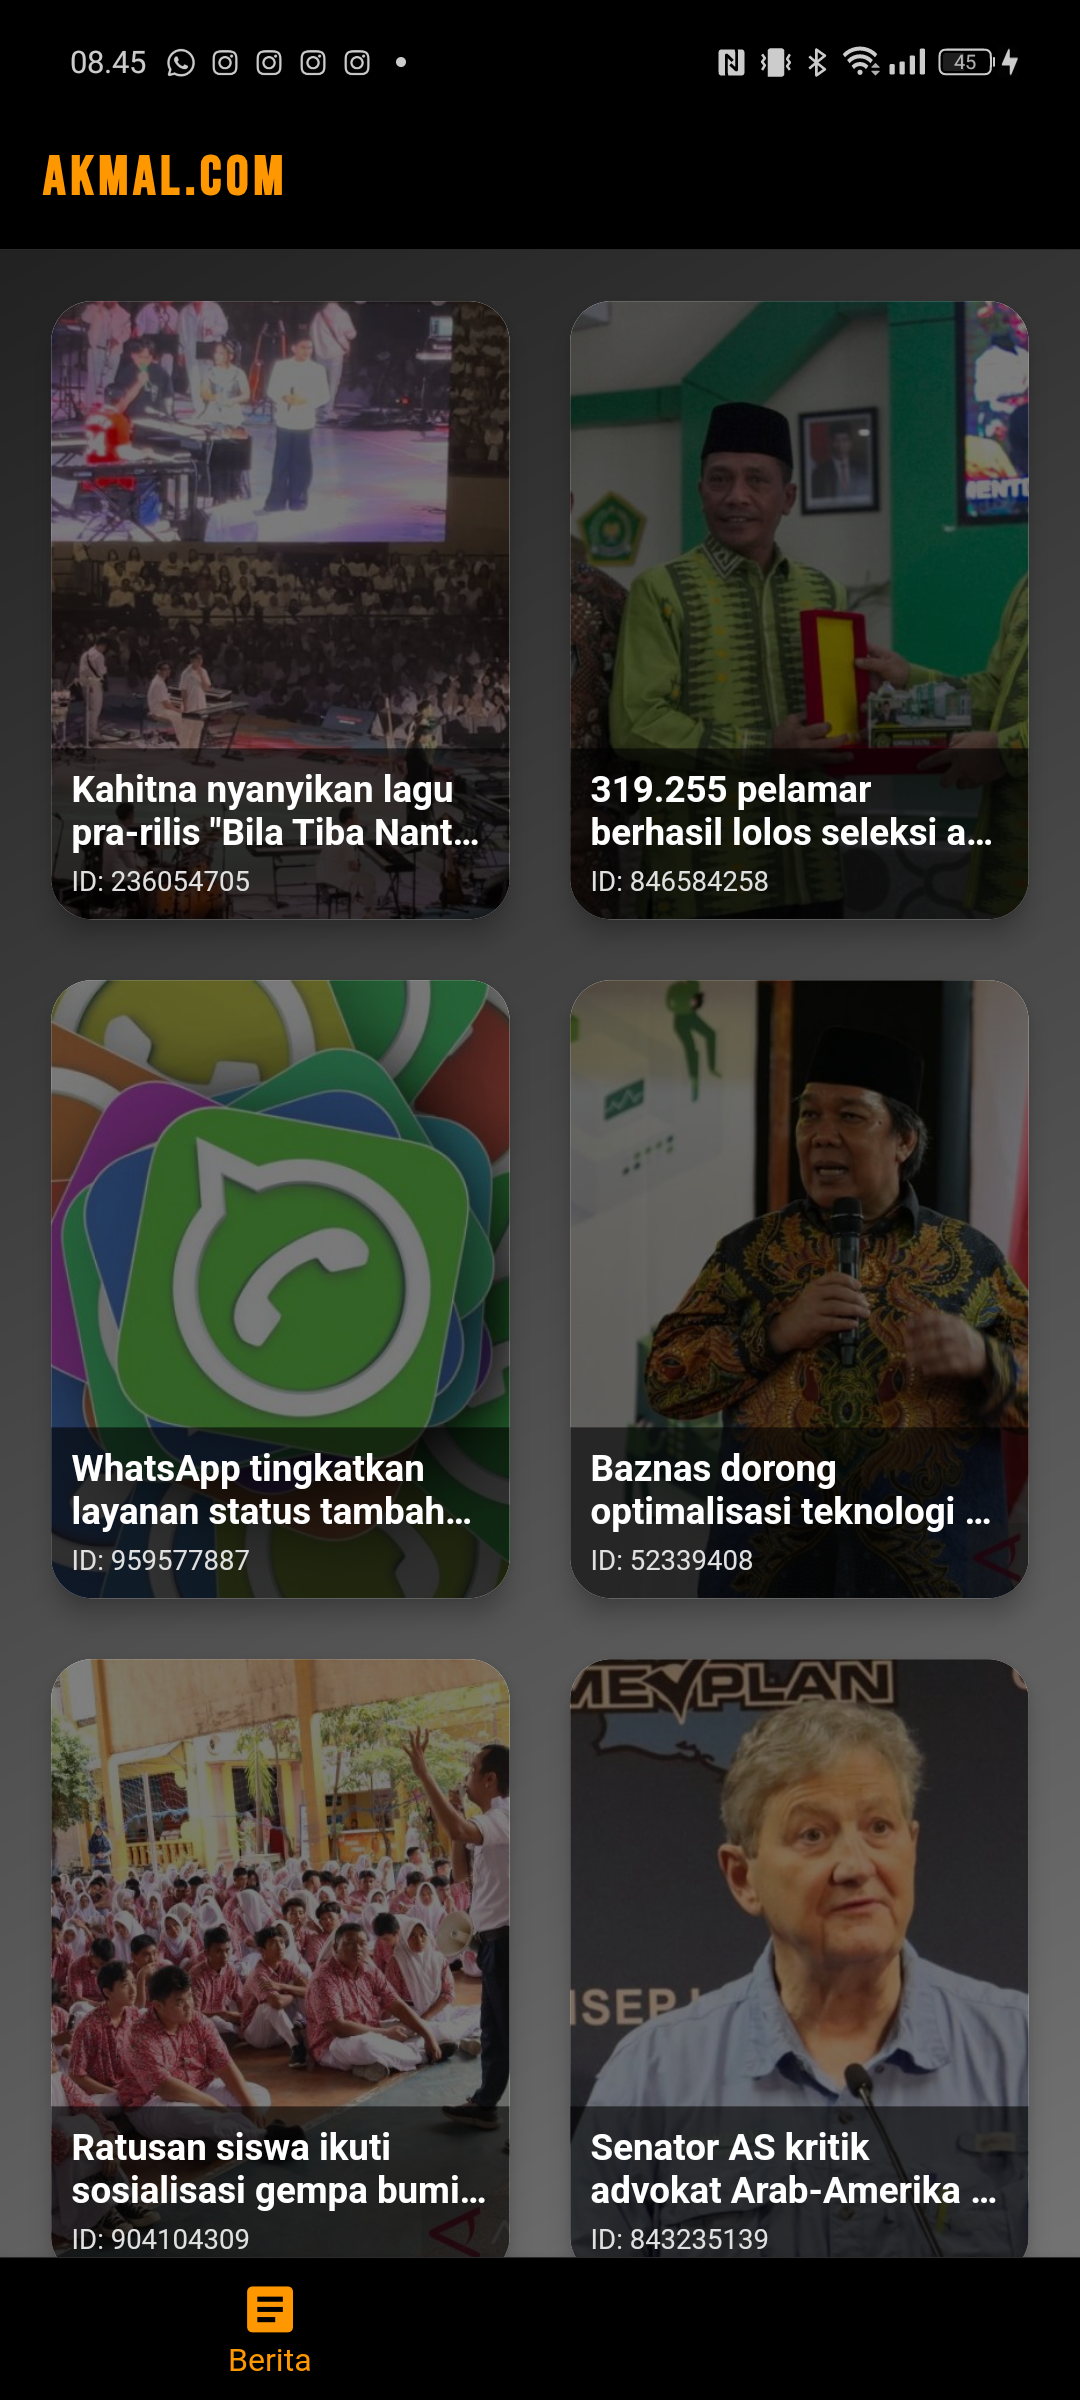 08.45
45
AKMAL.COM
Kahitna nyanyikan lagu
pra-rilis "Bila Tiba Nant...
ID: 236054705
319.255 pelamar
berhasil lolos seleksi a...
ID: 846584258
WhatsApp tingkatkan
layanan status tambah...
ID: 959577887
Baznas dorong
optimalisasi teknologi ...
ID: 52339408
Ratusan siswa ikuti
sosialisasi gempa bumi...
ID: 904104309
PLAN
Senator AS kritik
advokat Arab-Amerika ...
ID: 843235139
Berita